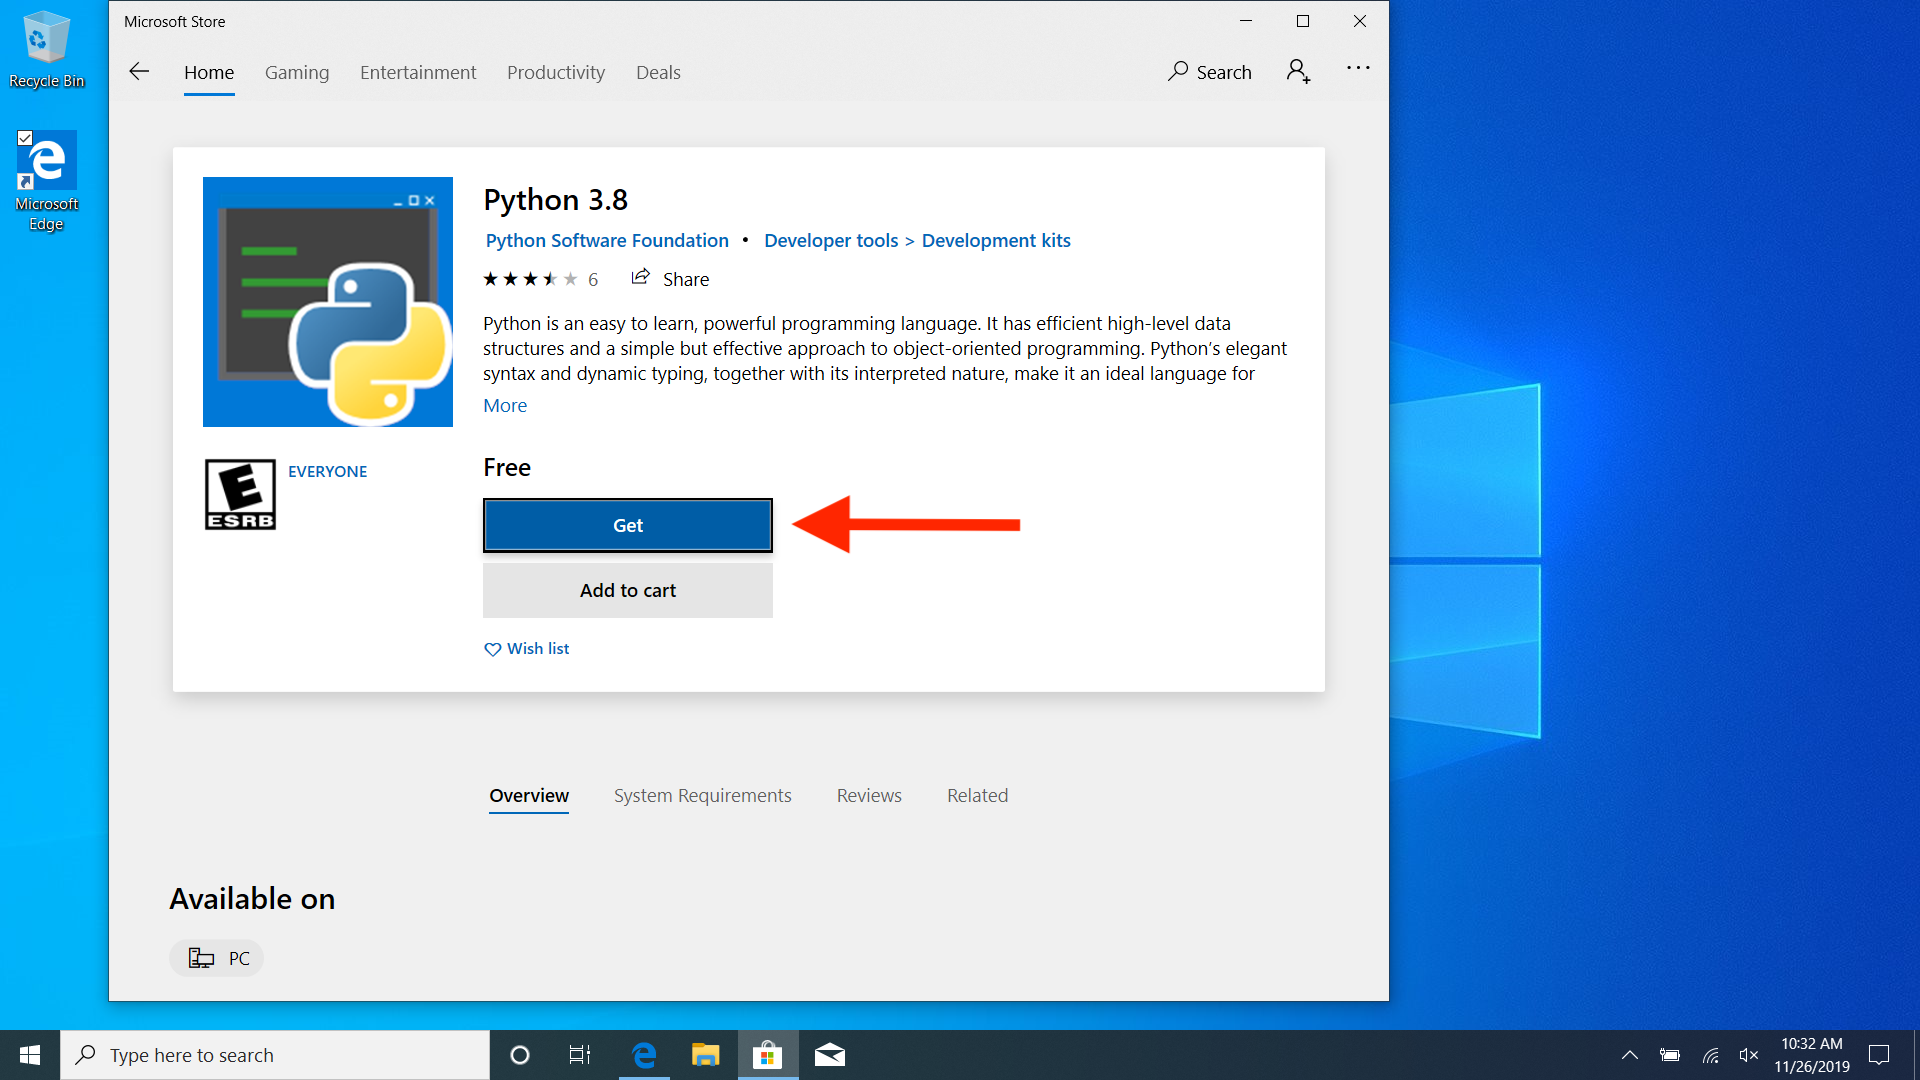 Recycle Bin
Microsoft
Edge
Microsoft Store
Home Gaming Entertainment Productivity Deals Search
Python 3.8
Python Software Foundation • Developer tools > Development kits
6 Share
Python is an easy to learn, powerful programming language. It has efficient high-level data
structures and a simple but effective approach to object-oriented programming. Python’s elegant
syntax and dynamic typing, together with its interpreted nature, make it an ideal language for
More
E
ESRB
EVERYONE
Free
Get
Add to cart
Wish list
Overview System Requirements Reviews Related
Available on
PC
Type here to search
10:32 AM
11/26/2019